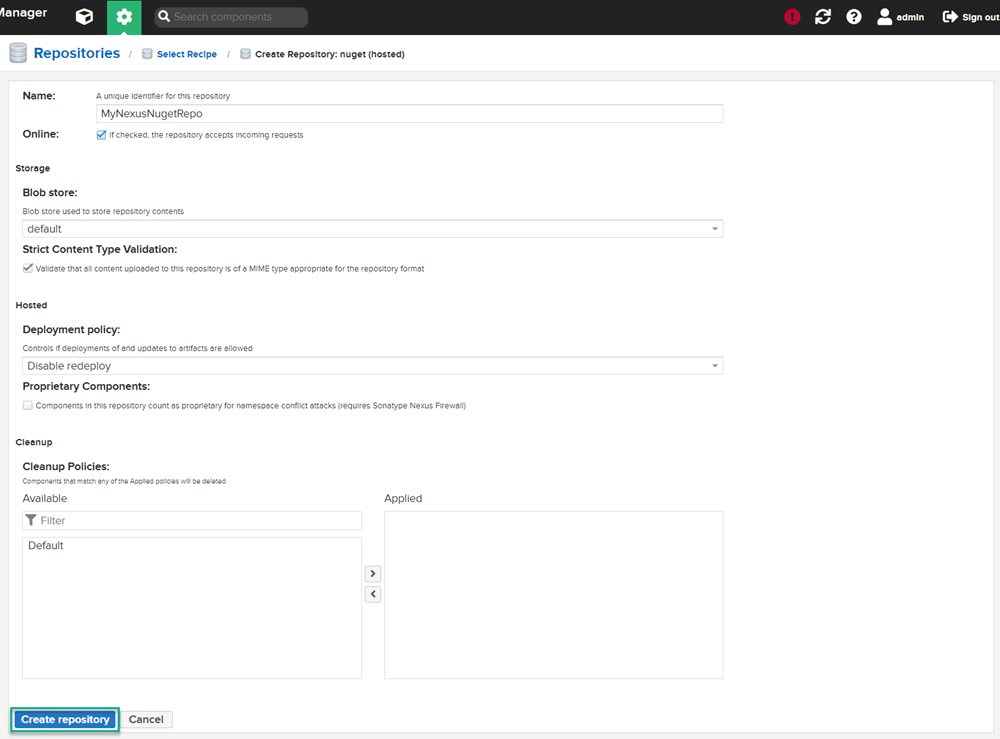 Manager
Search components
admin
Sign out
Repositories / Select Recipe / Create Repository: nuget (hosted)
Name:
A unique identifier for this repository
MyNexusNugetRepo
Online:
If checked, the repository accepts incoming requests
Storage
Blob store:
Blob store used to store repository contents
default
Strict Content Type Validation:
Validate that all content uploaded to this repository is of a MIME type appropriate for the repository format
Hosted
Deployment policy:
Controls if deployments of and updates to artifacts are allowed
Disable redeploy
Proprietary Components:
Components in this repository count as proprietary for namespace conflict attacks (requires Sonatype Nexus Firewall)
Cleanup
Cleanup Policies:
Components that match any of the Applied policies will be deleted
Available
Applied
Filter
Default
Create repository
Cancel